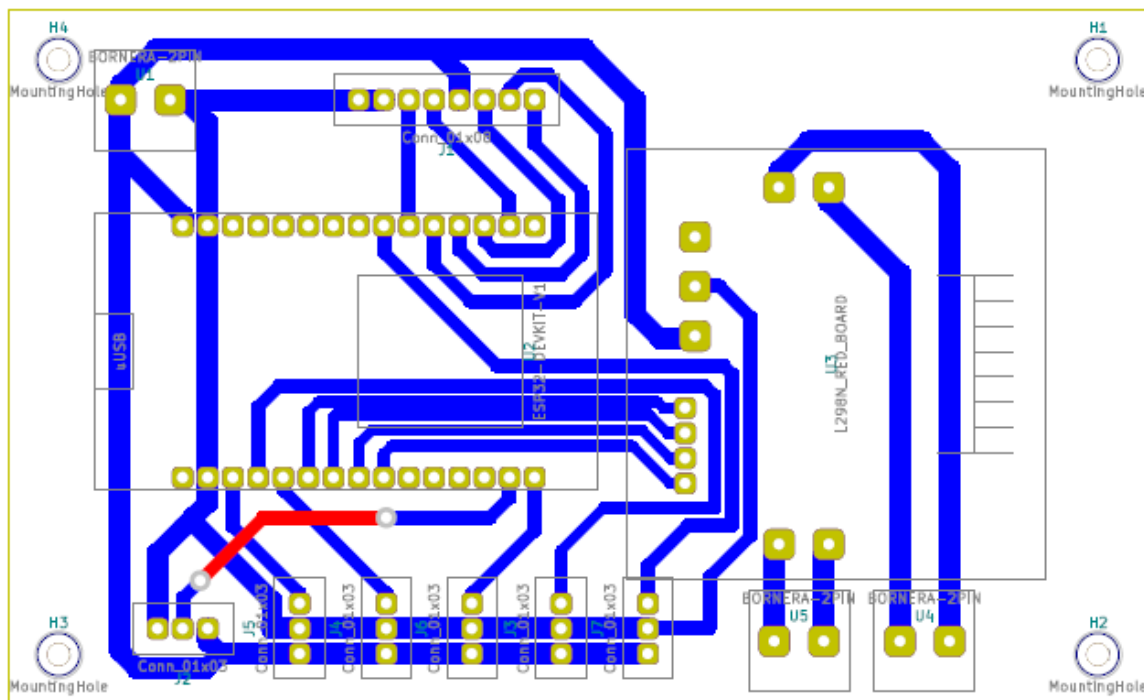 H4
BORNERA-2PIN
U1
MountingHole
H1
MountingHole
Conn_01x08
J1
uUSB
ESP32-DEVKIT-V1
U2
L298N_RED_BOARD
U3
Conn_01x03
J5
Conn_01x03
J4
Conn_01x03
J6
Conn_01x03
J3
Conn_01x03
J7
BORNERA-2PIN
U5
BORNERA-2PIN
U4
H3
MountingHole
Conn_01x03
J2
H2
MountingHole